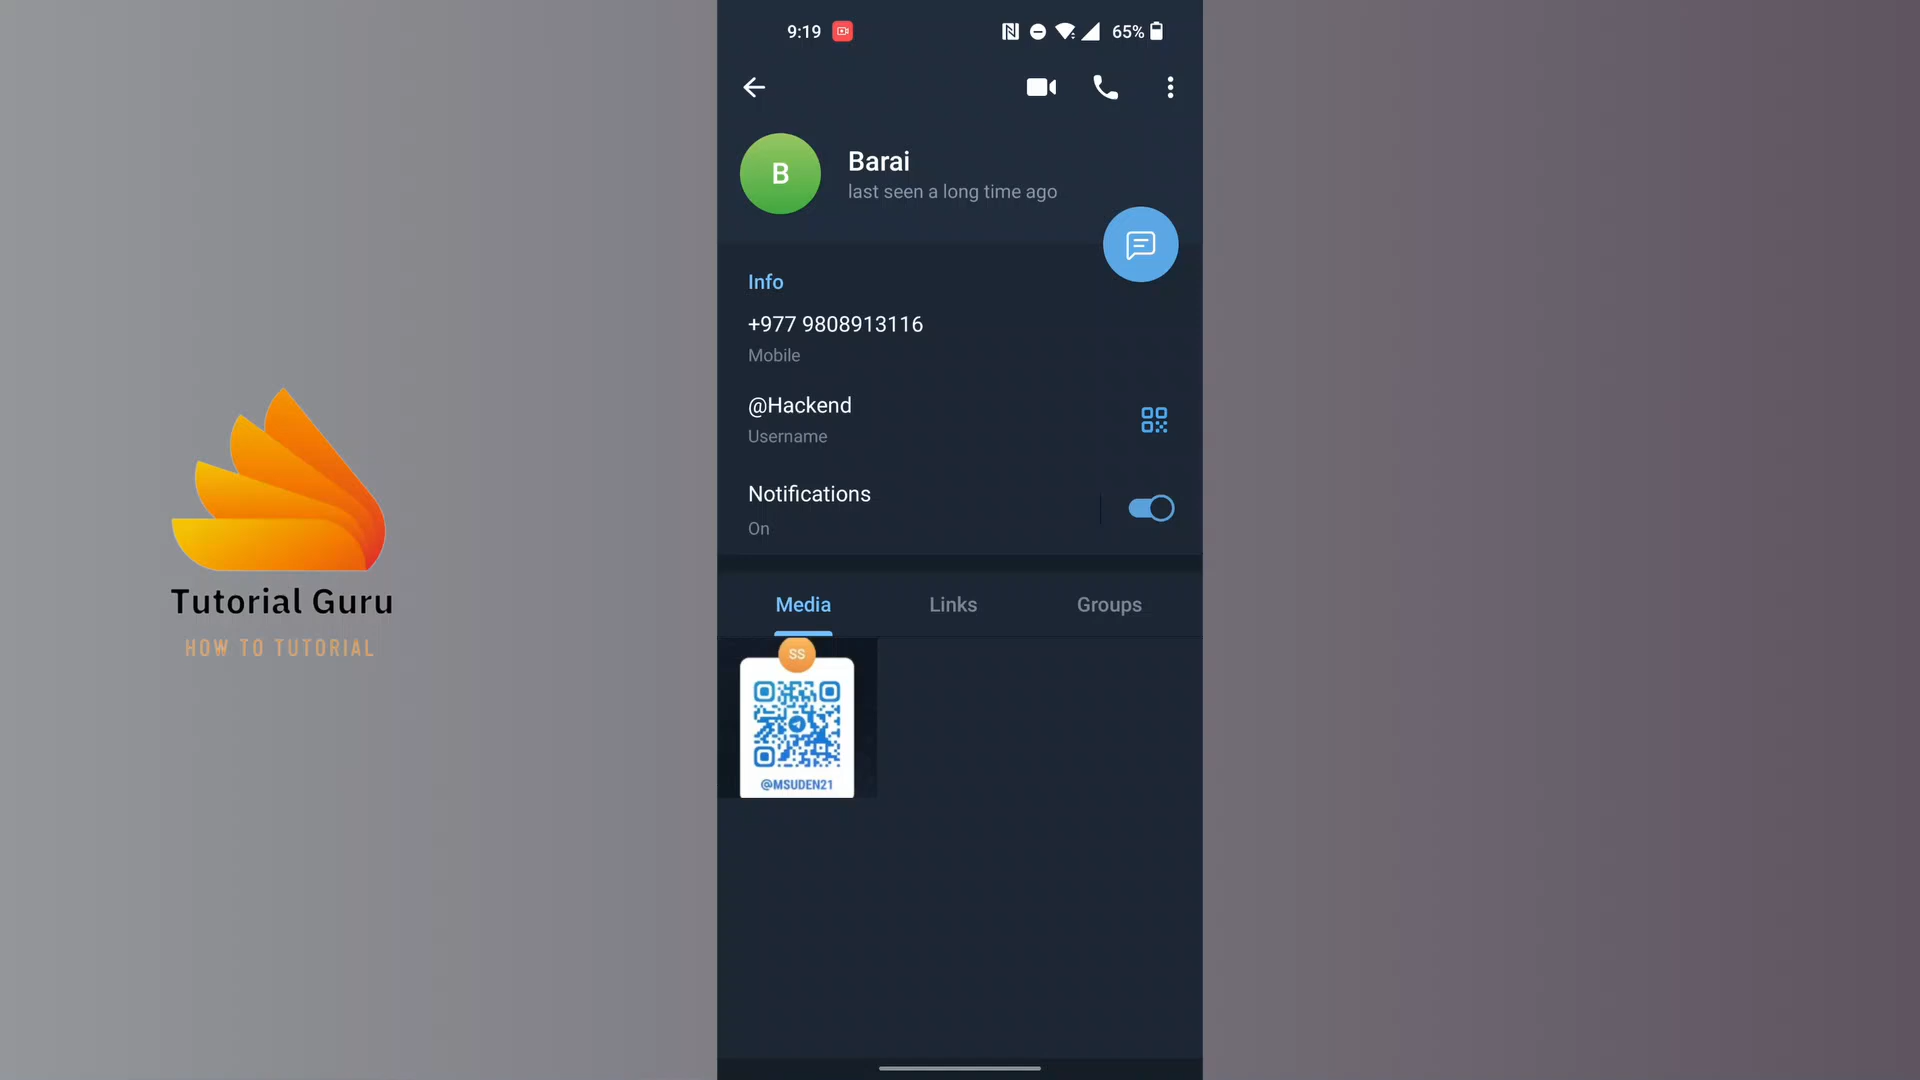 9:19
65%
B
Barai
last seen a long time ago
Info
+977 9808913116
Mobile
@Hackend
Username
Notifications
On
Media
Links
Groups
SS
@MSUDEN21
Tutorial Guru
HOW TO TUTORIAL